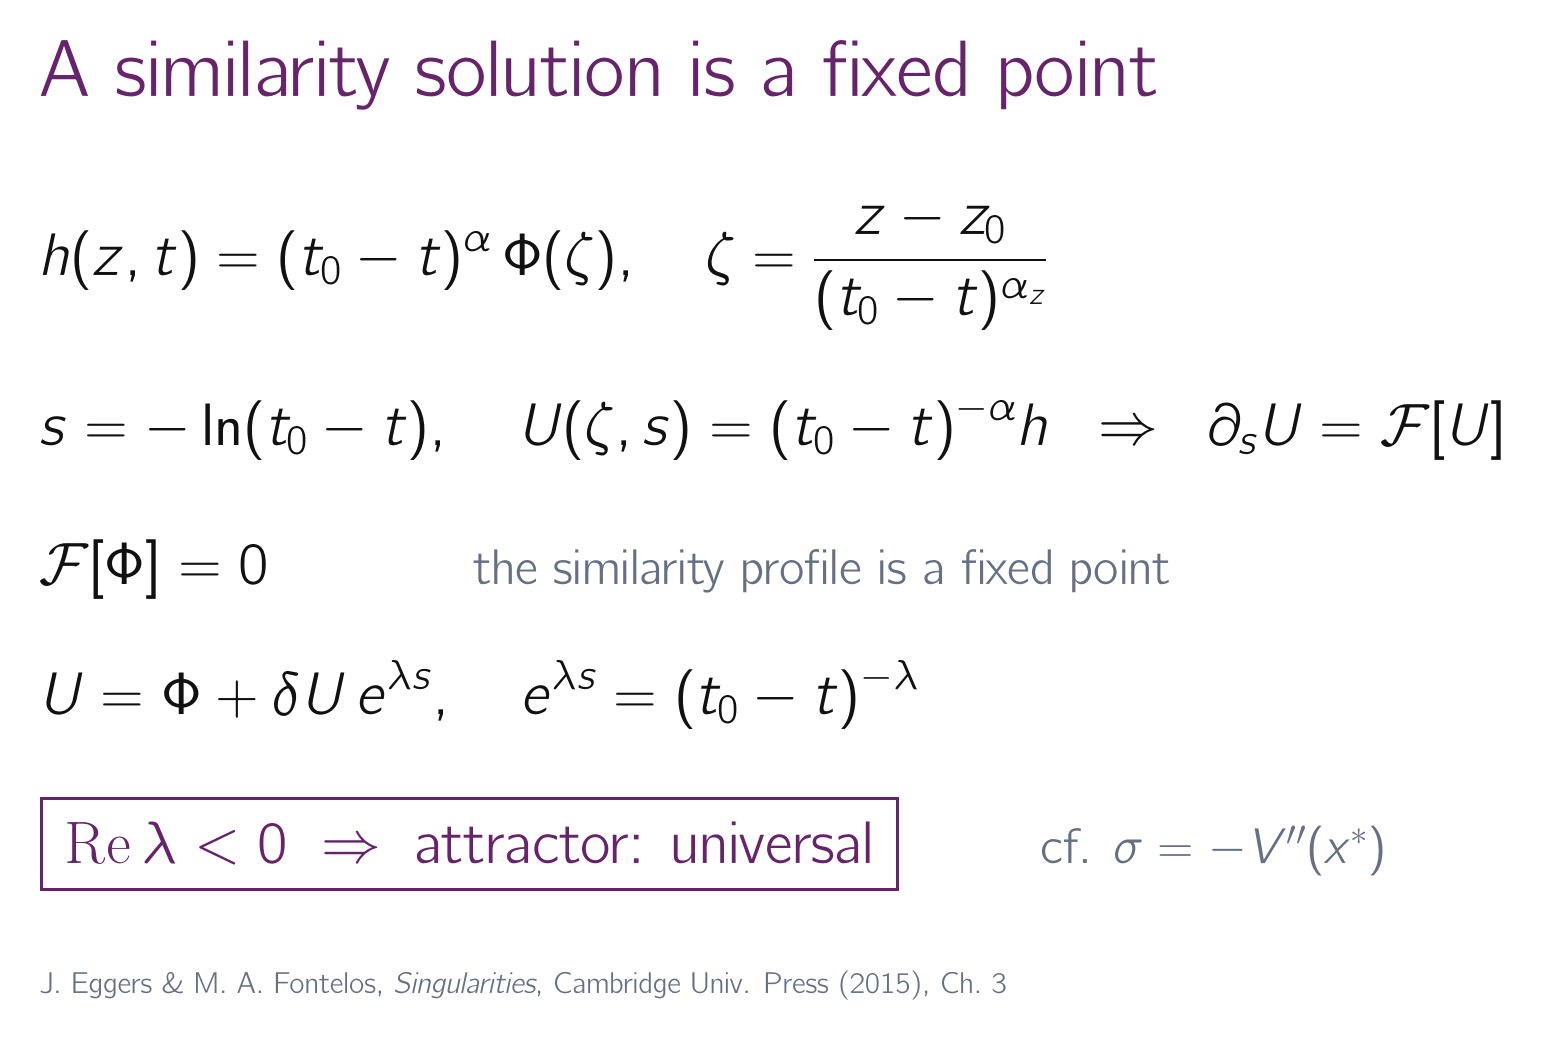 A similarity solution is a fixed point
h(z, t) = (t₀ − t)^α Φ(ζ),   ζ = (z − z₀) / (t₀ − t)^{α_z}
s = − ln(t₀ − t),   U(ζ, s) = (t₀ − t)^{−α} h  ⇒  ∂ₛU = ℱ[U]
ℱ[Φ] = 0   the similarity profile is a fixed point
U = Φ + δU e^{λs},   e^{λs} = (t₀ − t)^{−λ}
Re λ < 0 ⇒ attractor: universal   cf. σ = −V″(x*)
J. Eggers & M. A. Fontelos, Singularities, Cambridge Univ. Press (2015), Ch. 3